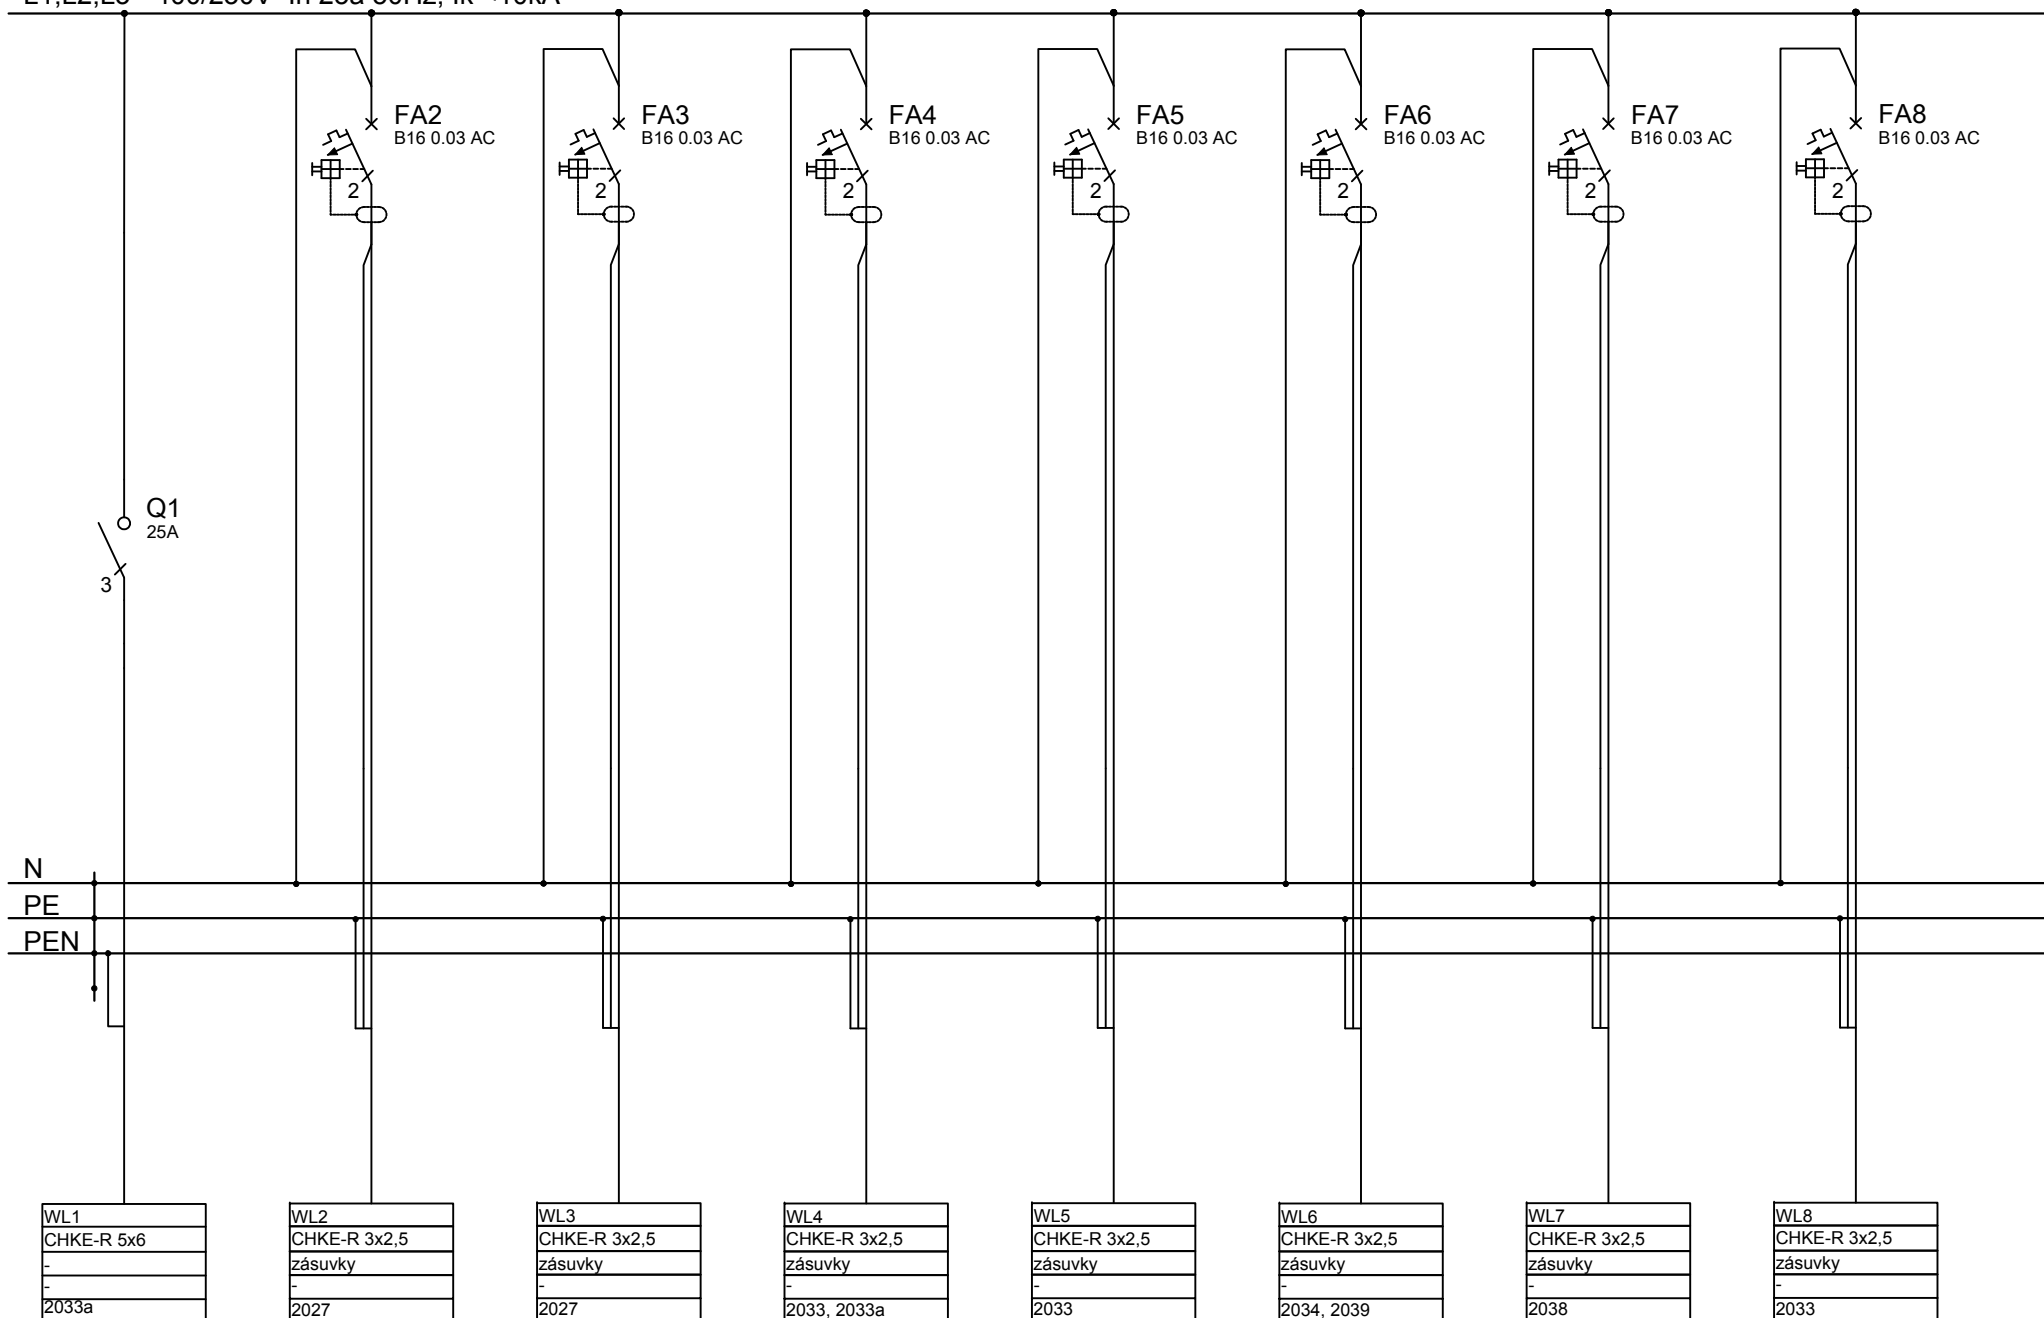 L1,L2,L3
FA2
B16 0.03 AC
2
FA3
B16 0.03 AC
2
FA4
B16 0.03 AC
2
FA5
B16 0.03 AC
2
FA6
B16 0.03 AC
2
FA7
B16 0.03 AC
2
FA8
B16 0.03 AC
2
Q1
25A
3
N
PE
PEN
WL1
CHKE-R 5x6
-
-
2033a
WL2
CHKE-R 3x2,5
zásuvky
-
2027
WL3
CHKE-R 3x2,5
zásuvky
-
2027
WL4
CHKE-R 3x2,5
zásuvky
-
2033, 2033a
WL5
CHKE-R 3x2,5
zásuvky
-
2033
WL6
CHKE-R 3x2,5
zásuvky
-
2034, 2039
WL7
CHKE-R 3x2,5
zásuvky
-
2038
WL8
CHKE-R 3x2,5
zásuvky
-
2033